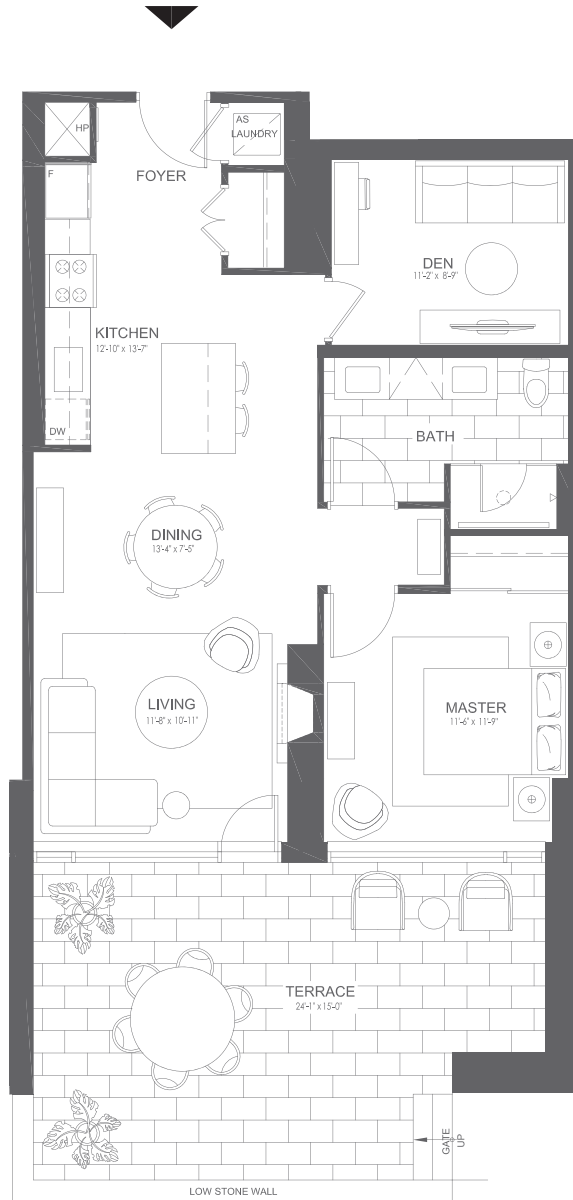 AS
LAUNDRY
HP
F
FOYER
DEN
11'-2" x 8'-9"
KITCHEN
12'-10" x 13'-7"
DW
BATH
DINING
13'-4" x 7'-5"
LIVING
11'-8" x 10'-11"
MASTER
11'-6" x 11'-9"
TERRACE
24'-1" x 15'-0"
GATE
UP
LOW STONE WALL